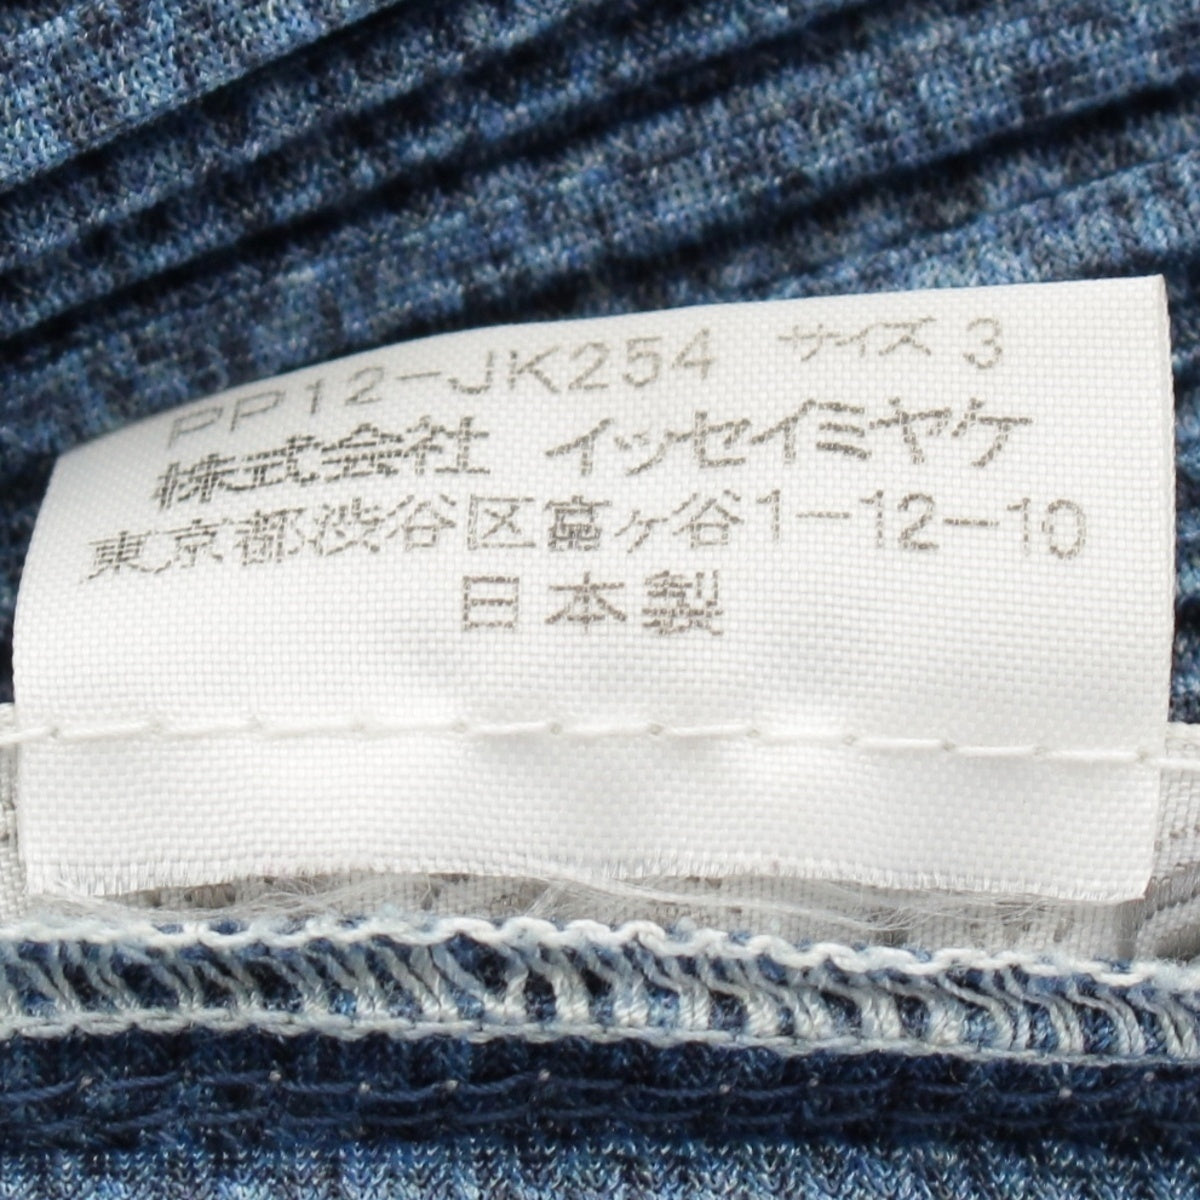 PP12-JK254 サイズ 3
株式会社 イッセイミヤケ
東京都渋谷区富ヶ谷1-12-10
日本製